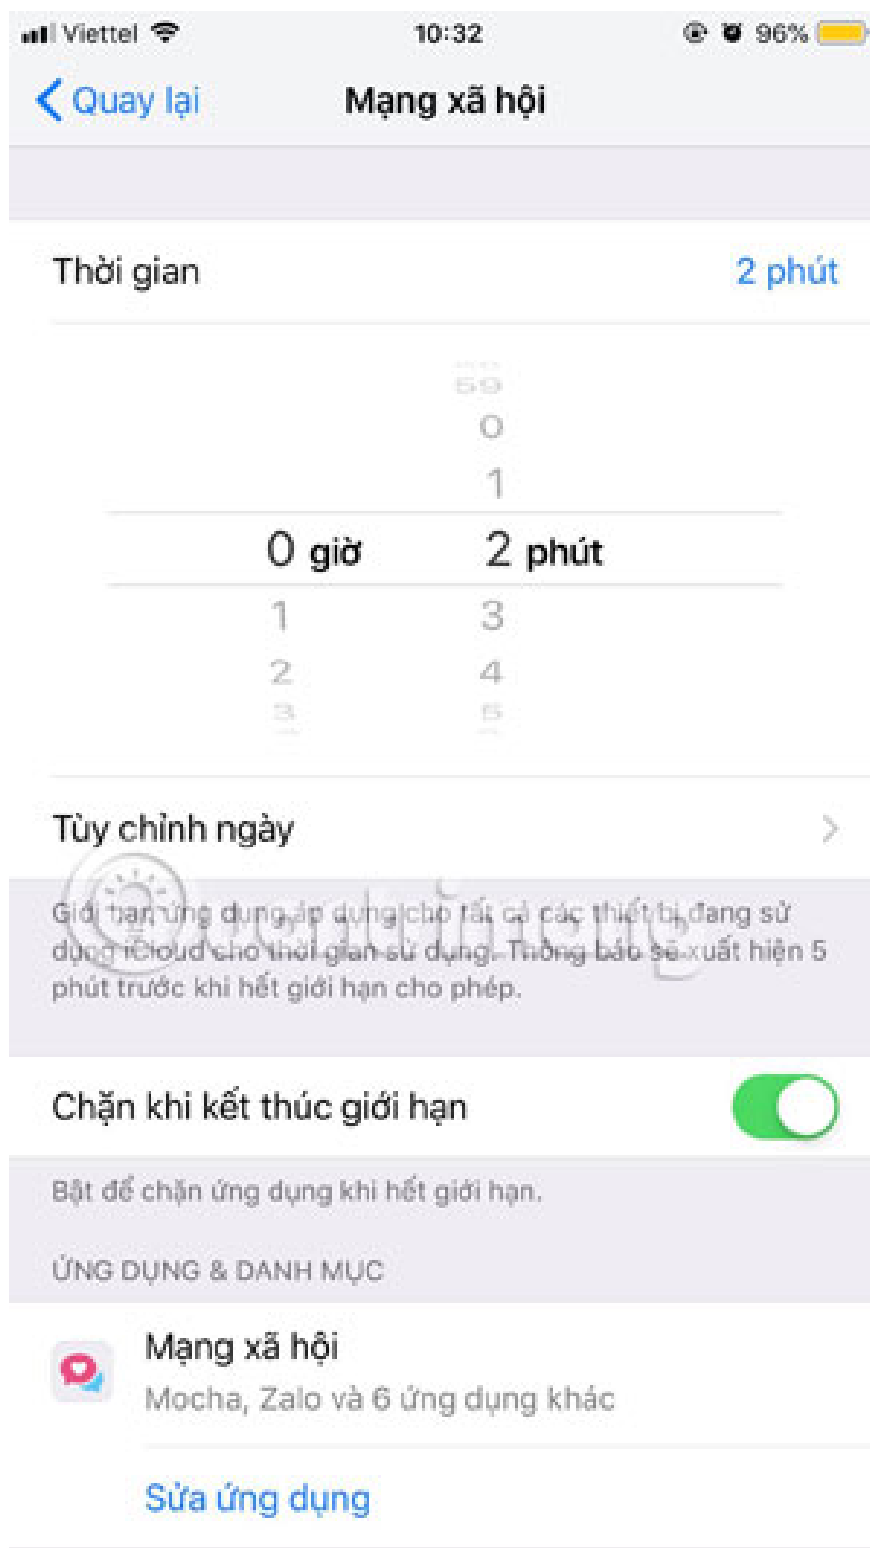 Viettel 10:32 96%
Quay lại Mạng xã hội
Thời gian 2 phút
59
0
1
0 giờ 2 phút
1 3
2 4
3 5
Tùy chỉnh ngày
Giới hạn ứng dụng áp dụng cho tất cả các thiết bị đang sử
dụng iCloud cho thời gian sử dụng. Thông báo sẽ xuất hiện 5
phút trước khi hết giới hạn cho phép.
Chặn khi kết thúc giới hạn
Bật để chặn ứng dụng khi hết giới hạn.
ỨNG DỤNG & DANH MỤC
Mạng xã hội
Mocha, Zalo và 6 ứng dụng khác
Sửa ứng dụng